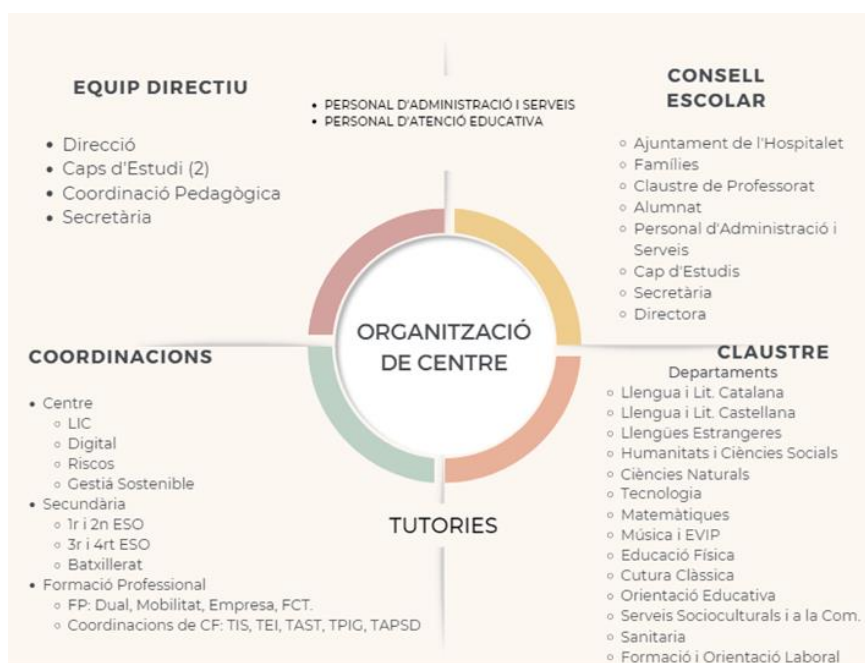 EQUIP DIRECTIU
Direcció
Caps d'Estudi (2)
Coordinació Pedagògica
Secretària
PERSONAL D'ADMINISTRACIÓ I SERVEIS
PERSONAL D'ATENCIÓ EDUCATIVA
CONSELL
ESCOLAR
Ajuntament de l'Hospitalet
Famílies
Claustre de Professorat
Alumnat
Personal d'Administració i
Serveis
Cap d'Estudis
Secretària
Directora
ORGANITZACIÓ
DE CENTRE
COORDINACIONS
Centre
LIC
Digital
Riscos
Gestiá Sostenible
Secundària
1r i 2n ESO
3r i 4rt ESO
Batxillerat
Formació Professional
FP: Dual, Mobilitat, Empresa, FCT.
Coordinacions de CF: TIS, TEI, TAST, TPIG, TAPSD
TUTORIES
CLAUSTRE
Departaments
Llengua i Lit. Catalana
Llengua i Lit. Castellana
Llengües Estrangeres
Humanitats i Ciències Socials
Ciències Naturals
Tecnologia
Matemàtiques
Música i EVIP
Educació Física
Cutura Clàssica
Orientació Educativa
Serveis Socioculturals i a la Com.
Sanitaria
Formació i Orientació Laboral